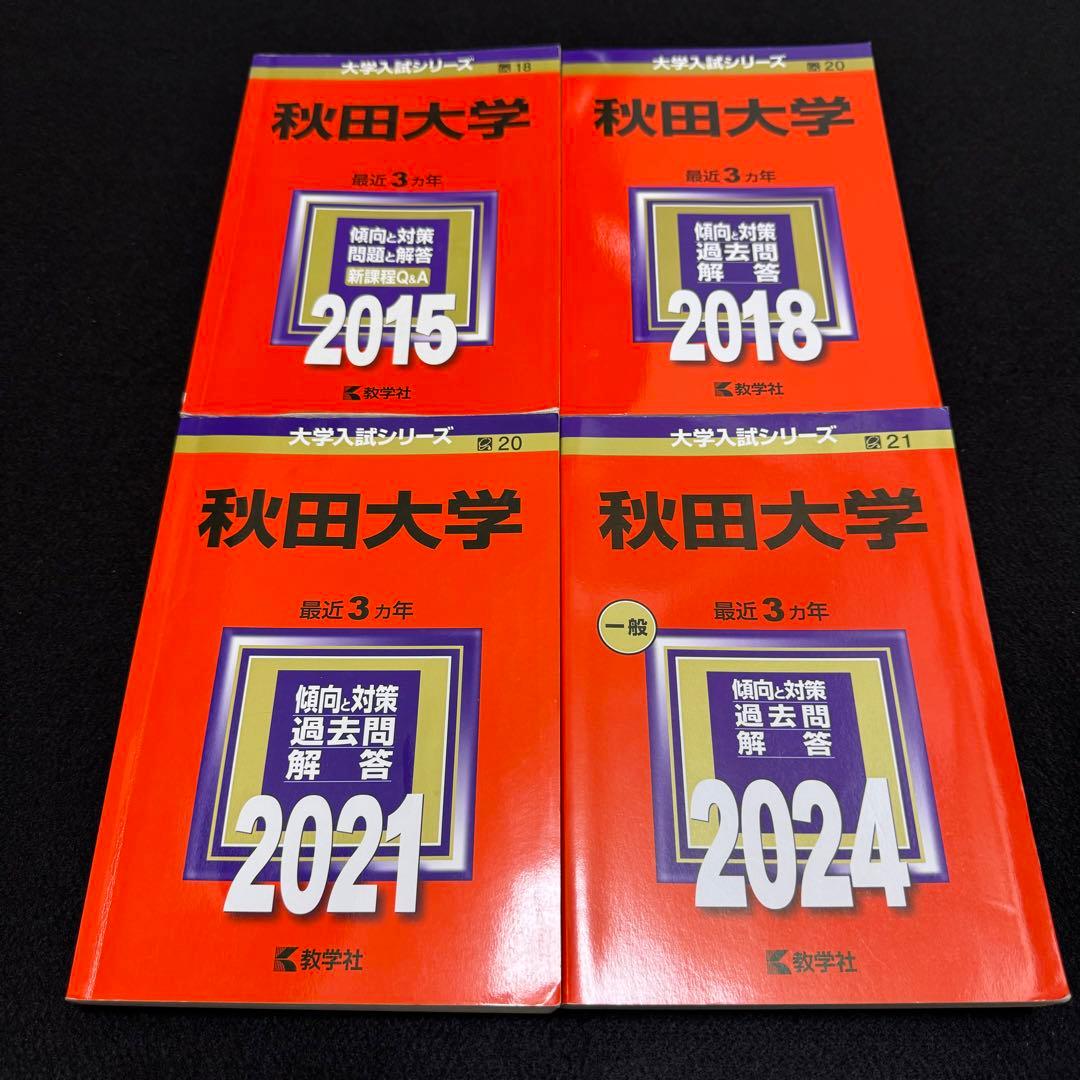 大学入試シリーズ
18
秋田大学
最近3カ年
傾向と対策
問題と解答
新課程Q&A
2015
教学社
大学入試シリーズ
20
秋田大学
最近3カ年
傾向と対策
過去問
解答
2018
教学社
大学入試シリーズ
20
秋田大学
最近3カ年
傾向と対策
過去問
解答
2021
教学社
大学入試シリーズ
21
秋田大学
最近3カ年
一般
傾向と対策
過去問
解答
2024
教学社